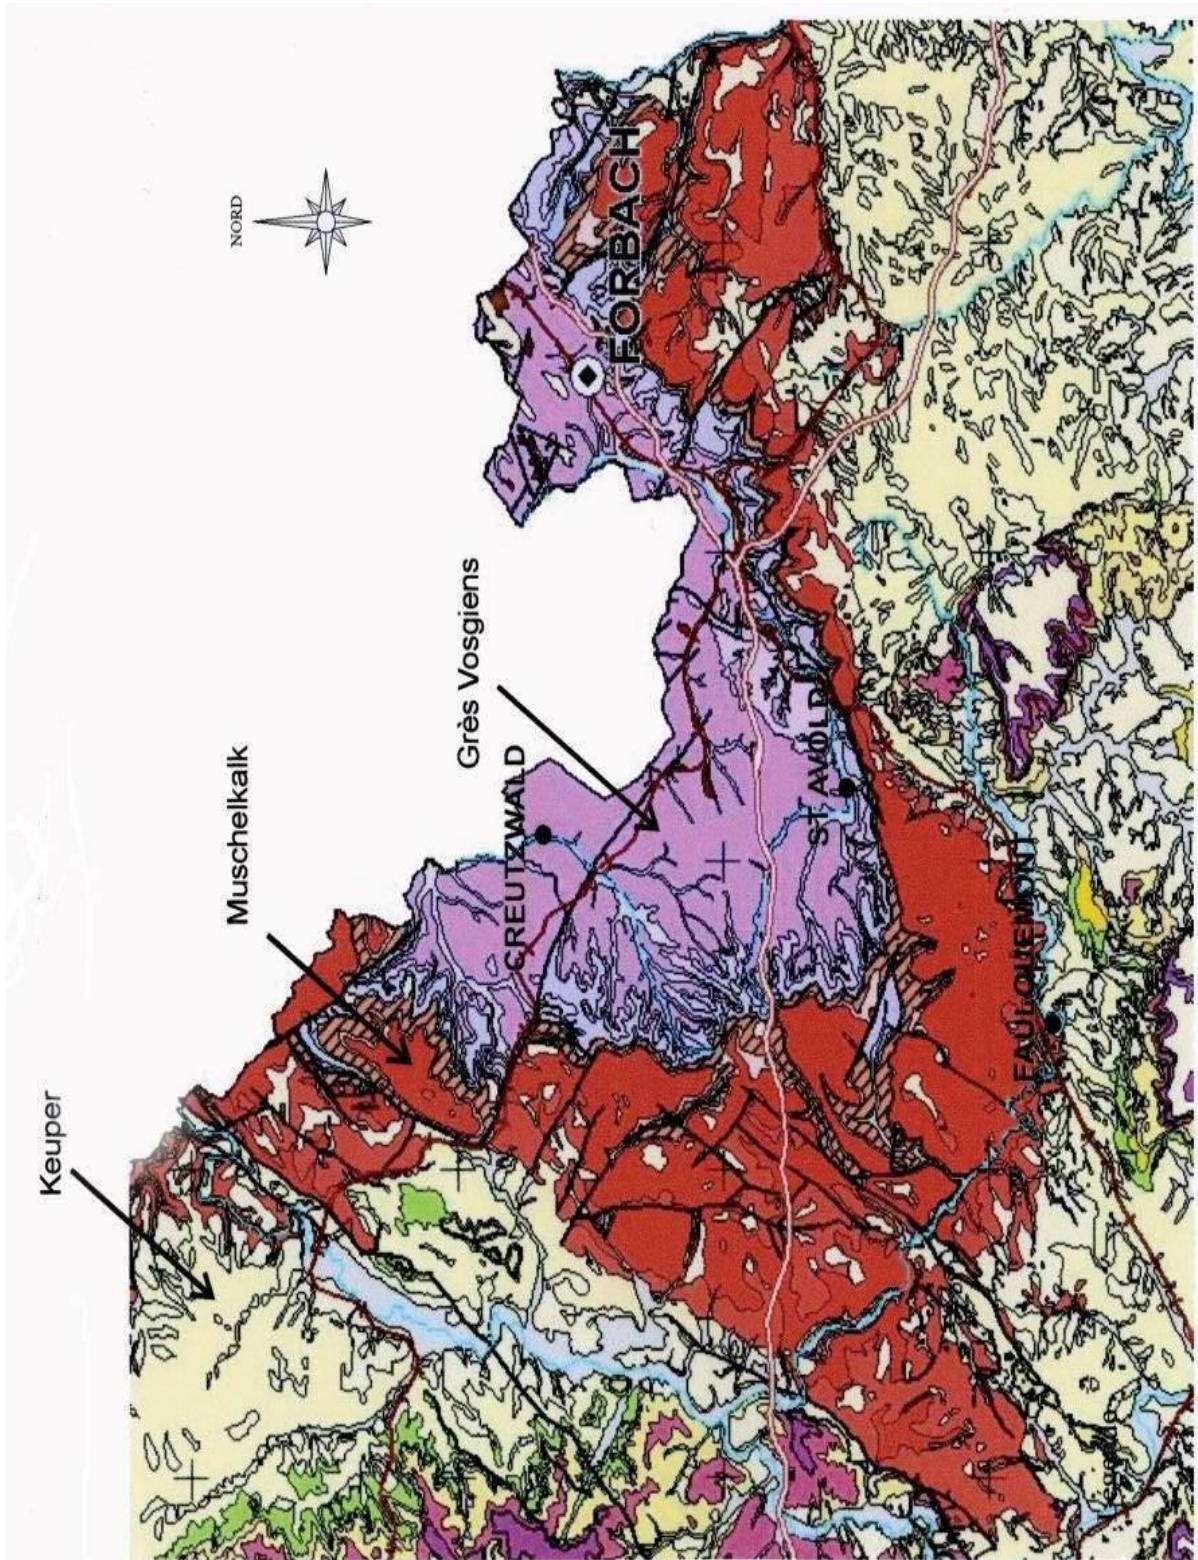 Keuper
Muschelkalk
NORD
Grès Vosgiens
CREUTZWALD
FORBACH
ST AVOLD
FAULQUEMONT